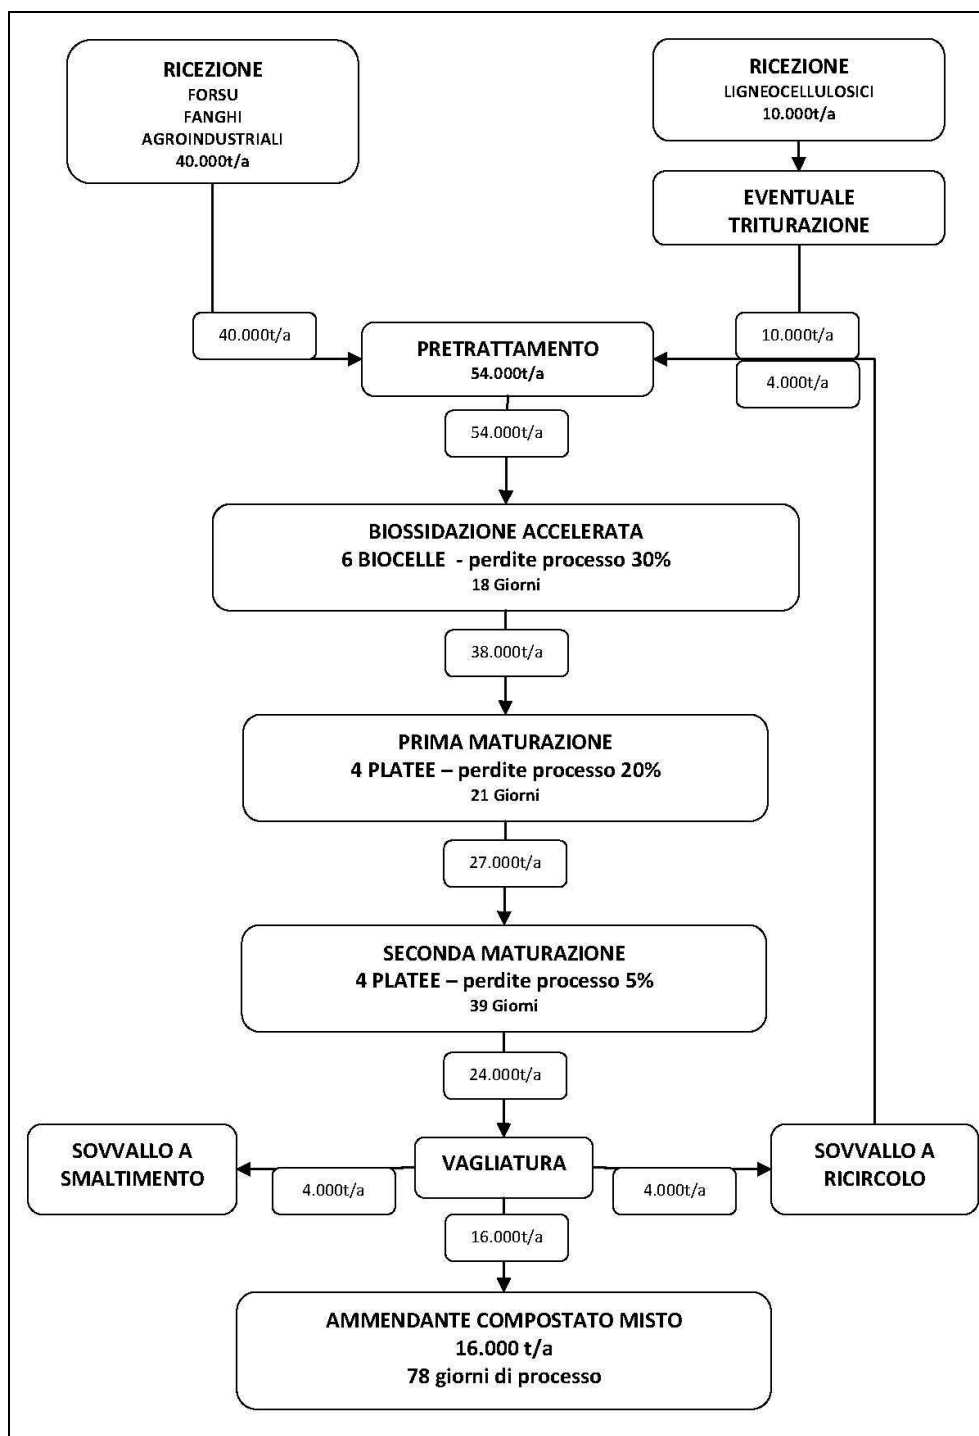 RICEZIONE
FORSU
FANGHI
AGROINDUSTRIALI
40.000t/a
RICEZIONE
LIGNEOCELLULOSICI
10.000t/a
EVENTUALE
TRITURAZIONE
40.000t/a
10.000t/a
PRETRATTAMENTO
54.000t/a
4.000t/a
54.000t/a
BIOSSIDAZIONE ACCELERATA
6 BIOCELLE - perdite processo 30%
18 Giorni
38.000t/a
PRIMA MATURAZIONE
4 PLATEE – perdite processo 20%
21 Giorni
27.000t/a
SECONDA MATURAZIONE
4 PLATEE – perdite processo 5%
39 Giorni
24.000t/a
SOVVALLO A
SMALTIMENTO
4.000t/a
VAGLIATURA
4.000t/a
SOVVALLO A
RICIRCOLO
16.000t/a
AMMENDANTE COMPOSTATO MISTO
16.000 t/a
78 giorni di processo